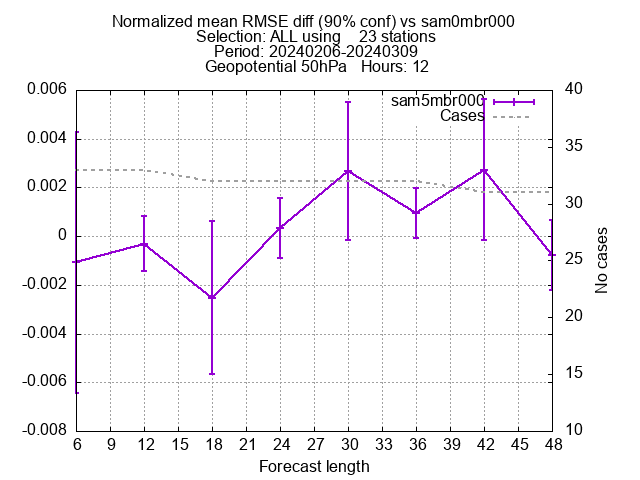 Normalized mean RMSE diff (90% conf) vs sam0mbr000
Selection: ALL using    23 stations
Period: 20240206-20240309
Geopotential 50hPa   Hours: 12
sam5mbr000
Cases
0.006
0.004
0.002
0
-0.002
-0.004
-0.006
-0.008
40
35
30
25
20
15
10
No cases
6 9 12 15 18 21 24 27 30 33 36 39 42 45 48
Forecast length